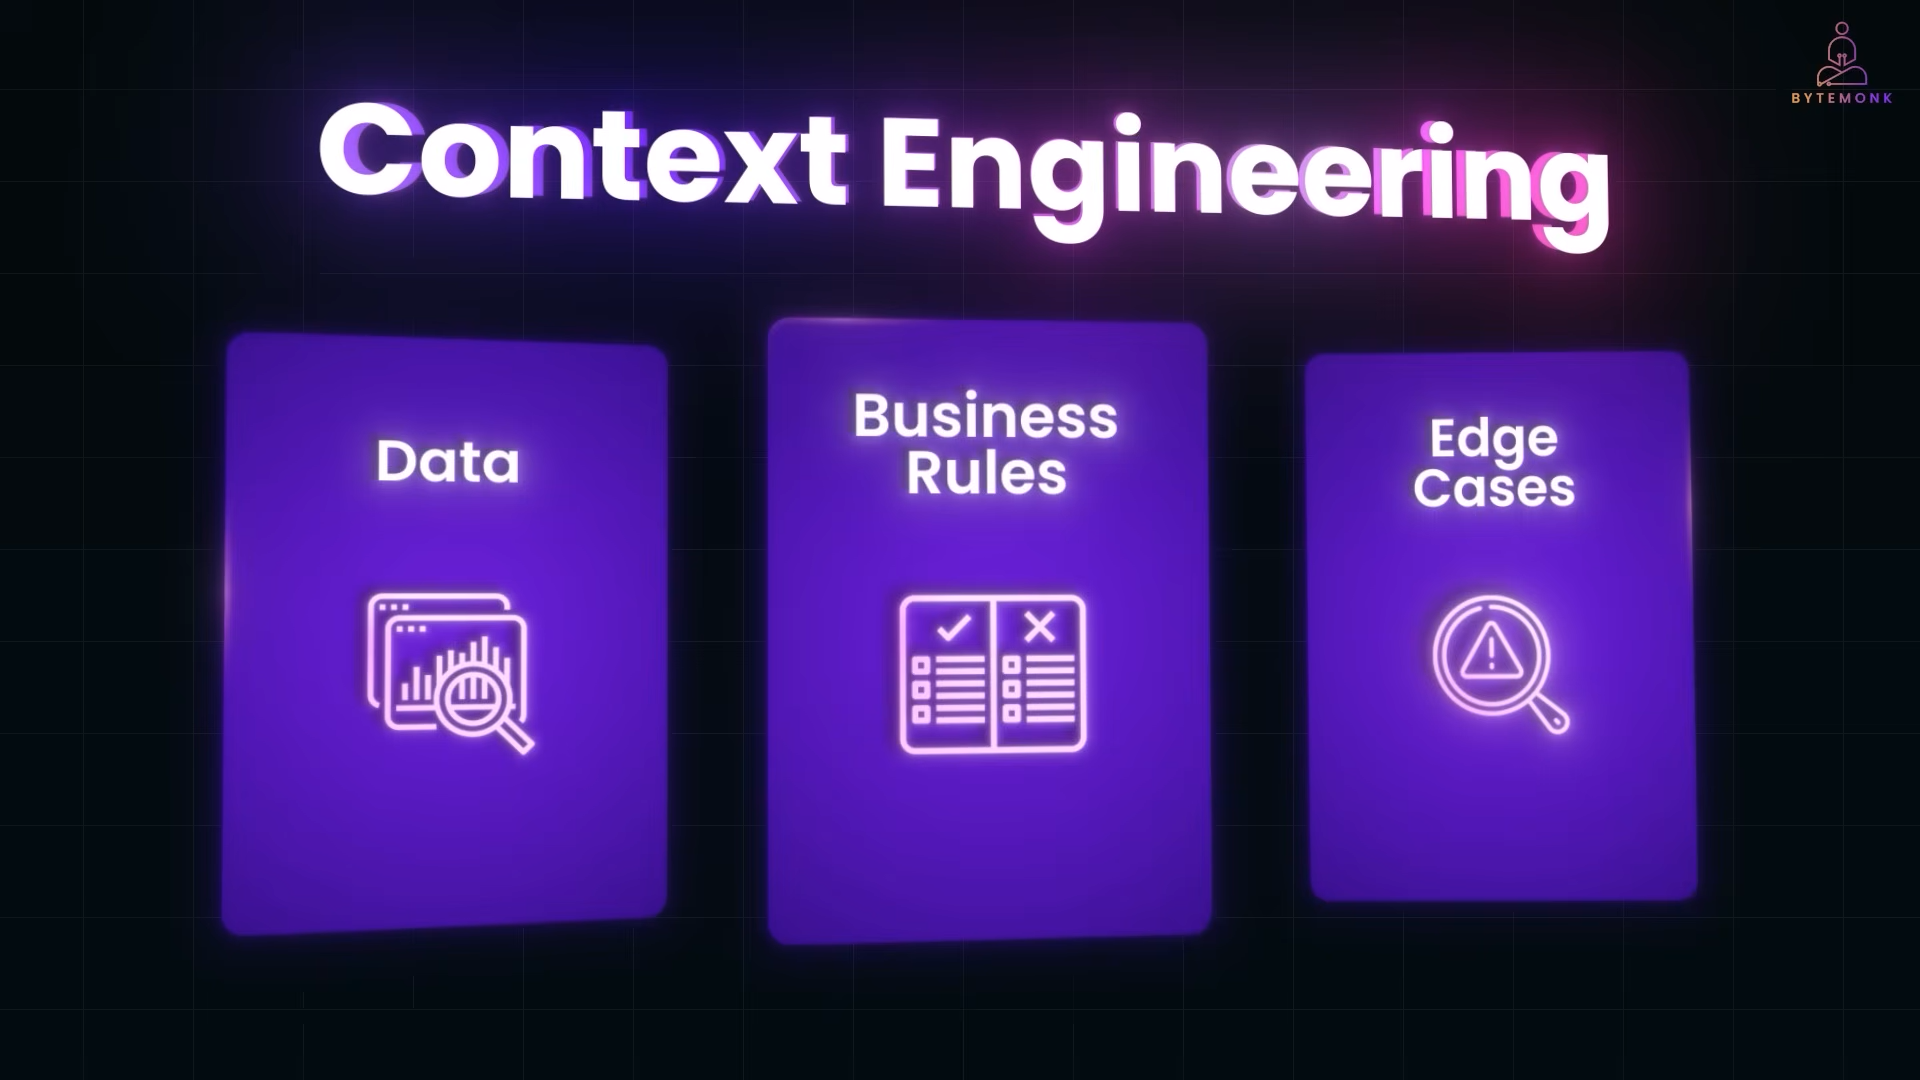 BYTEMONK
Context Engineering
Data
Business
Rules
Edge
Cases